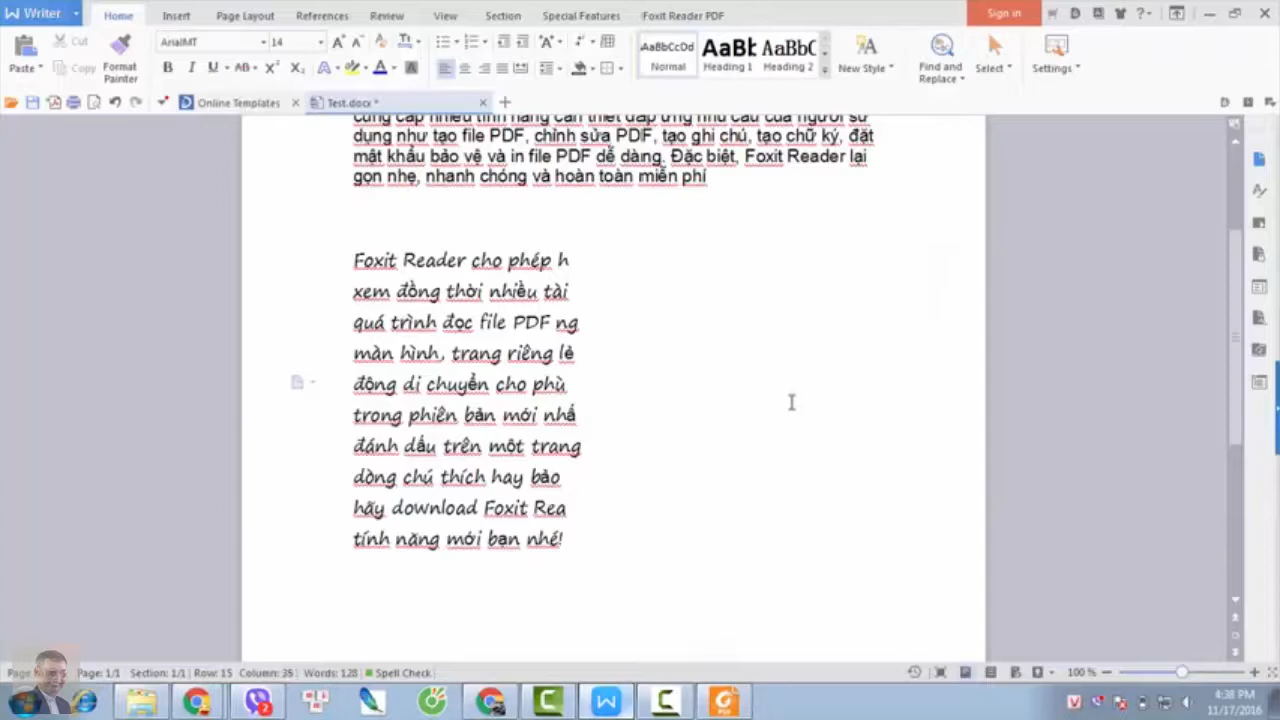 Writer
Home
Insert
Page Layout
References
Review
View
Section
Special Features
Foxit Reader PDF
Sign in
Paste
Cut
Copy
Format
Painter
ArialMT
14
AaBbCcDd
Normal
AaBb
Heading 1
AaBbC
Heading 2
New Style
Find and
Replace
Select
Settings
Online Templates
Test.docx *
cung cấp nhiều tính năng cần thiết đáp ứng nhu cầu của người sử
dụng như tạo file PDF, chỉnh sửa PDF, tạo ghi chú, tạo chữ ký, đặt
mật khẩu bảo vệ và in file PDF dễ dàng. Đặc biệt, Foxit Reader lại
gọn nhẹ, nhanh chóng và hoàn toàn miễn phí
Foxit Reader cho phép h
xem đồng thời nhiều tài
quá trình đọc file PDF ng
màn hình, trang riêng lẻ
động di chuyển cho phù
trong phiên bản mới nhấ
đánh dấu trên một trang
dòng chú thích hay bảo
hãy download Foxit Rea
tính năng mới bạn nhé!
Page: 1/1
Section: 1/1
Row: 15
Column: 35
Words: 128
Spell Check
100 %
4:38 PM
11/17/2016